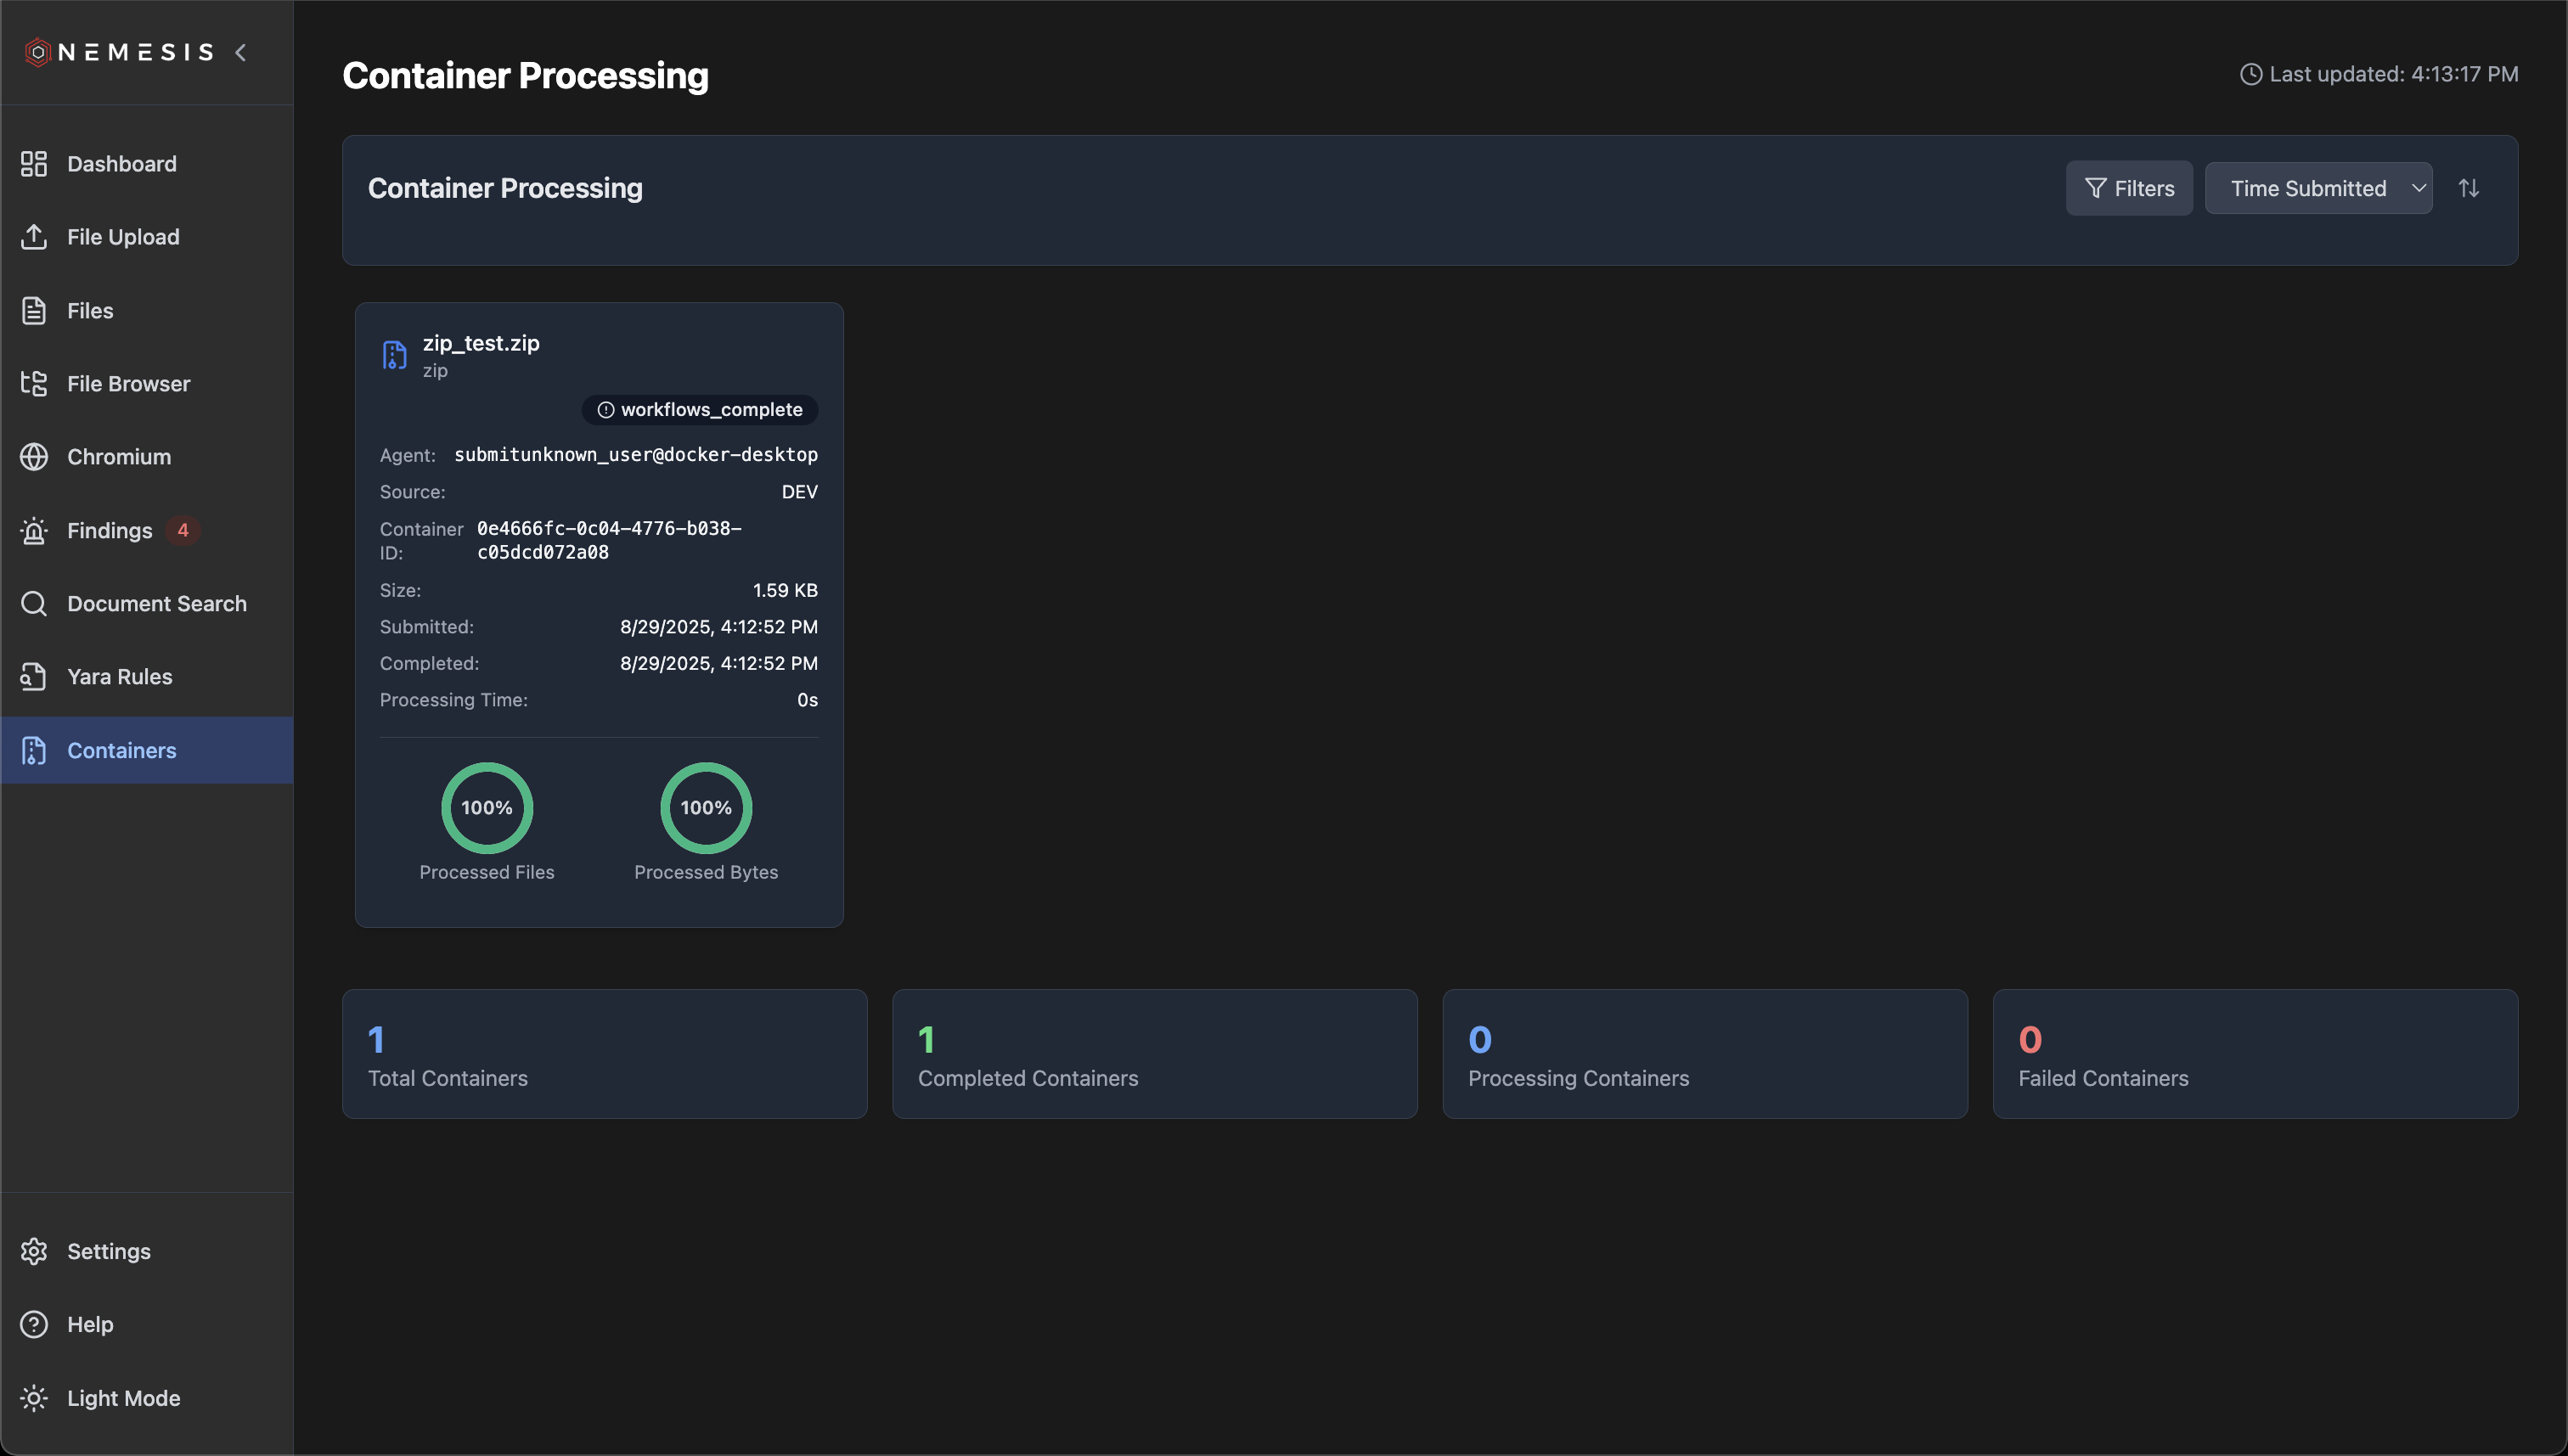 NEMESIS
Dashboard
File Upload
Files
File Browser
Chromium
Findings 4
Document Search
Yara Rules
Containers
Settings
Help
Light Mode
Container Processing
Last updated: 4:13:17 PM
Container Processing
Filters
Time Submitted
zip_test.zip
zip
workflows_complete
Agent: submitunknown_user@docker-desktop
Source: DEV
Container ID: 0e4666fc-0c04-4776-b038-
c05dcd072a08
Size: 1.59 KB
Submitted: 8/29/2025, 4:12:52 PM
Completed: 8/29/2025, 4:12:52 PM
Processing Time: 0s
100%
Processed Files
100%
Processed Bytes
1
Total Containers
1
Completed Containers
0
Processing Containers
0
Failed Containers